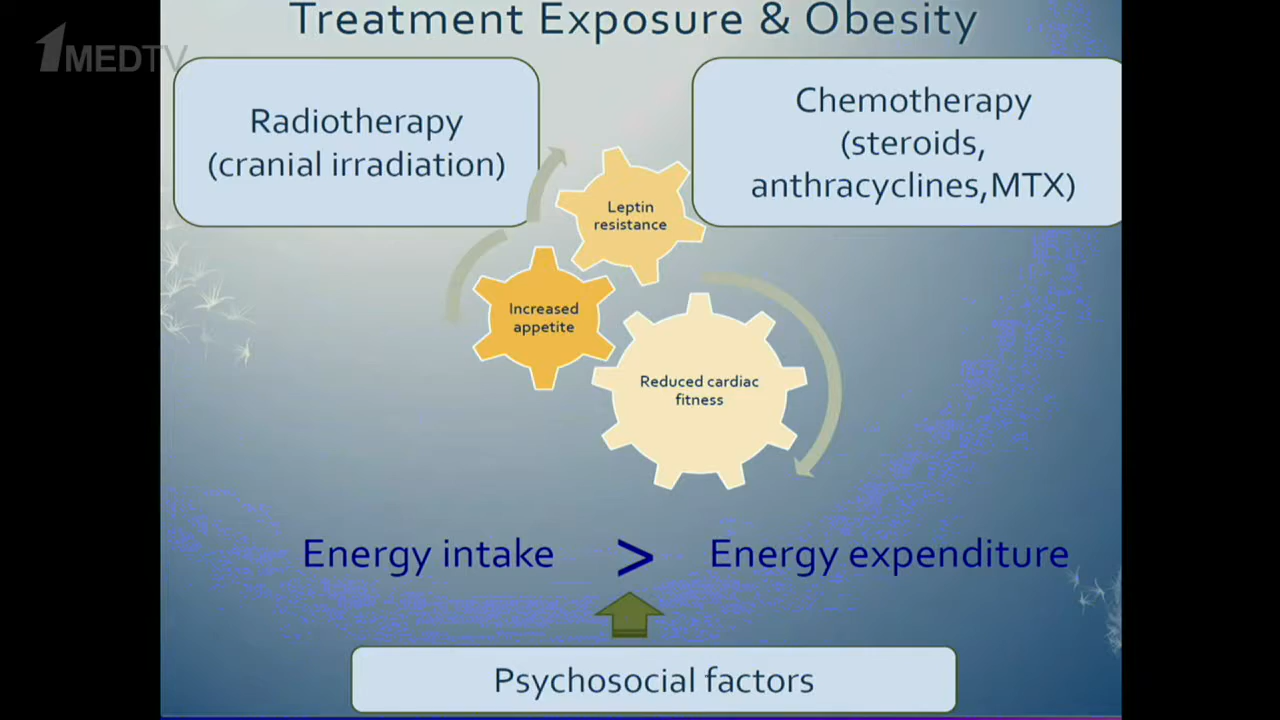 Treatment Exposure & Obesity
1MEDTV
Radiotherapy
(cranial irradiation)
Chemotherapy
(steroids,
anthracyclines,MTX)
Leptin
resistance
Increased
appetite
Reduced cardiac
fitness
Energy intake > Energy expenditure
Psychosocial factors